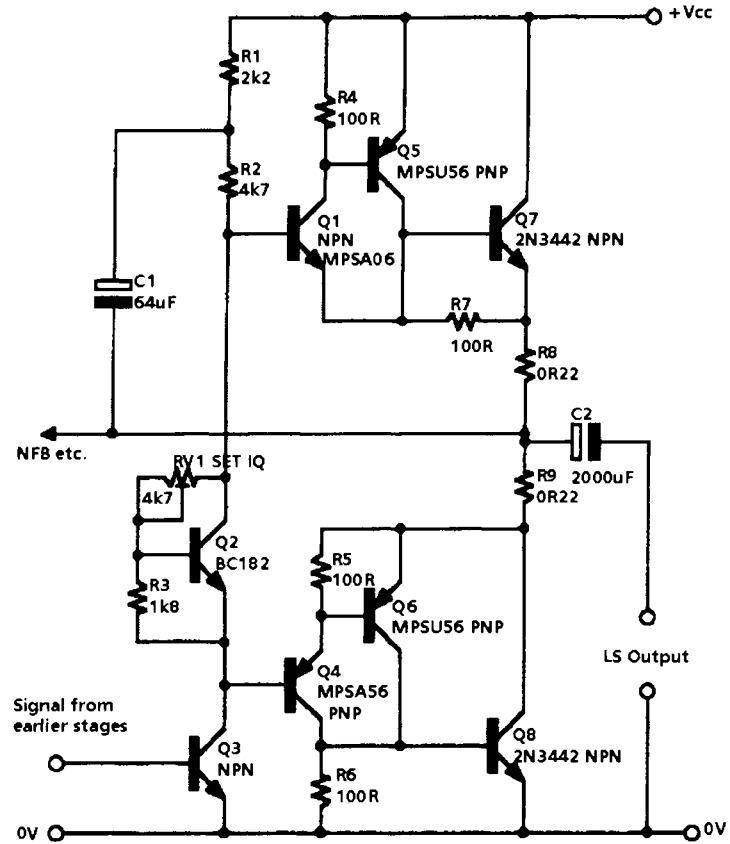 +Vcc
R1
2k2
R4
100R
Q5
MPSU56 PNP
R2
4k7
Q1
NPN
MPSA06
Q7
2N3442 NPN
C1
64uF
R7
100R
R8
0R22
NFB etc.
C2
2000uF
RV1 SET IQ
4k7
R9
0R22
Q2
BC182
R3
1k8
R5
100R
Q6
MPSU56 PNP
LS Output
Q4
MPSA56
PNP
Signal from
earlier stages
Q3
NPN
Q8
2N3442 NPN
R6
100R
0V
0V